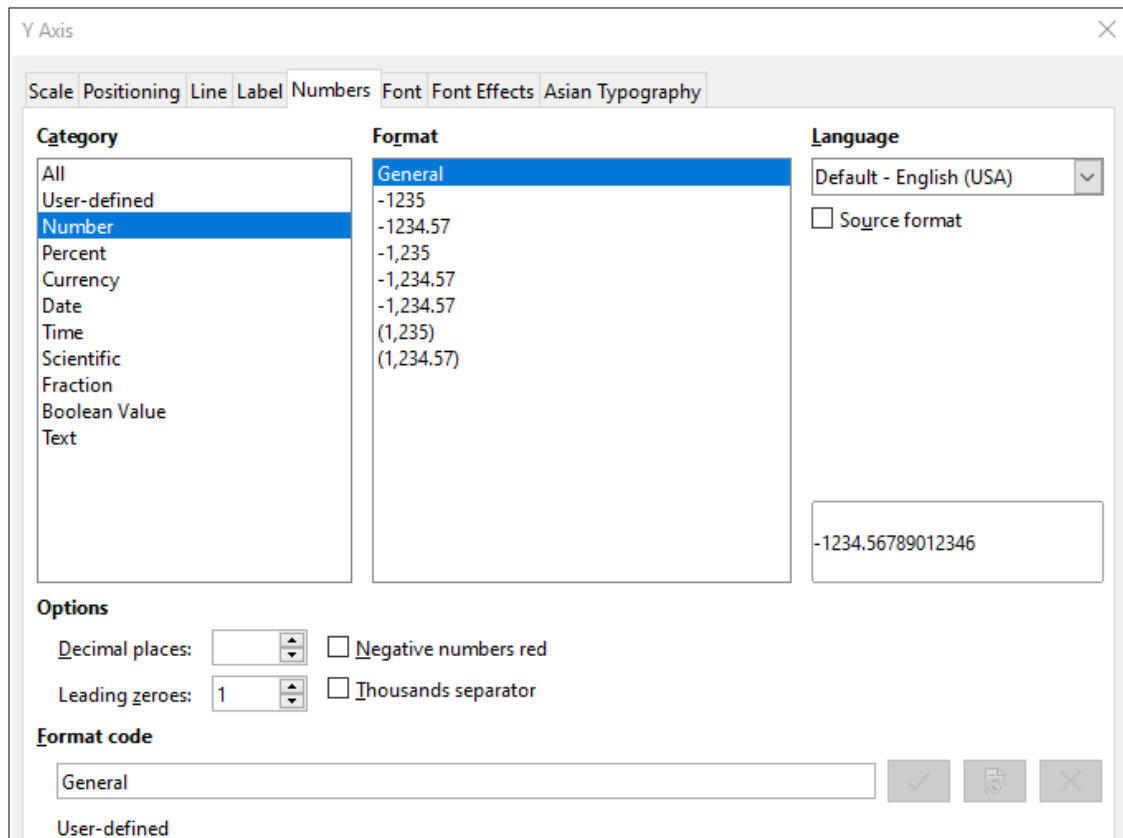 Y Axis
Scale Positioning Line Label Numbers Font Font Effects Asian Typography
Category
All
User-defined
Number
Percent
Currency
Date
Time
Scientific
Fraction
Boolean Value
Text
Format
General
-1235
-1234.57
-1,235
-1,234.57
-1,234.57
(1,235)
(1,234.57)
Language
Default - English (USA)
Source format
-1234.56789012346
Options
Decimal places:
Negative numbers red
Leading zeroes: 1
Thousands separator
Format code
General
User-defined